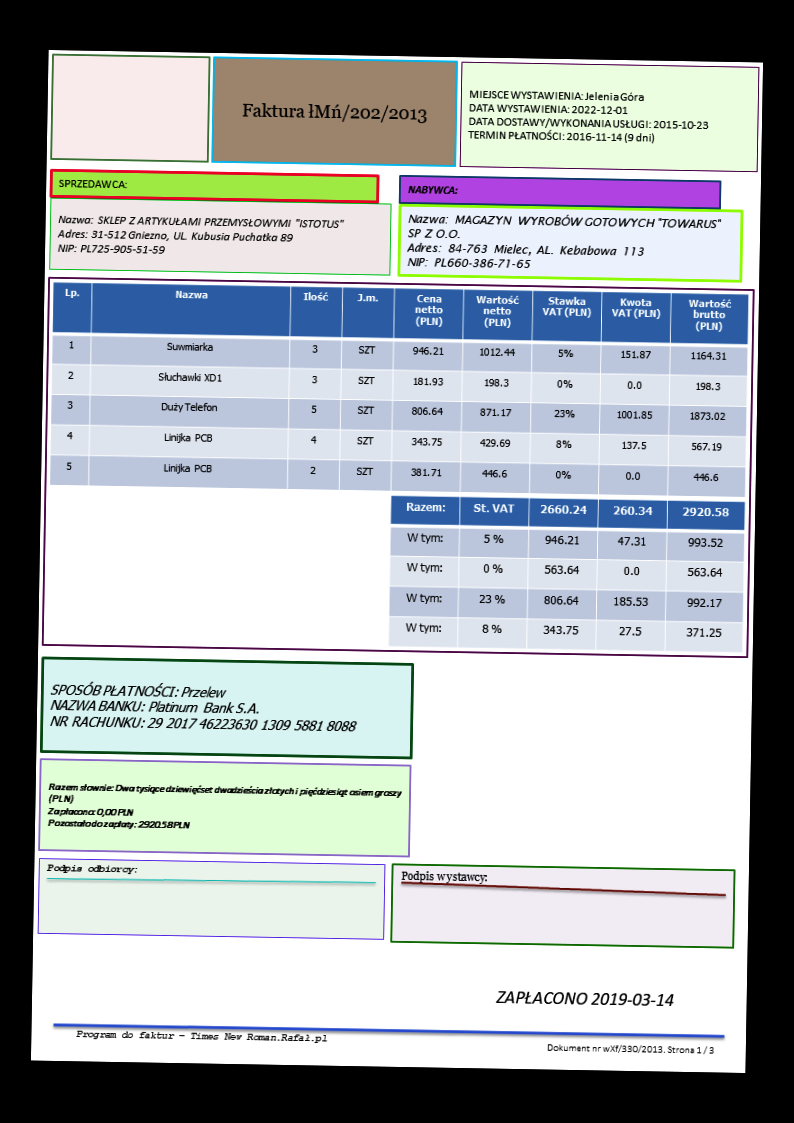 Faktura łMń/202/2013
MIEJSCE WYSTAWIENIA: Jelenia Góra
DATA WYSTAWIENIA: 2022-12-01
DATA DOSTAWY/WYKONANIA USŁUGI: 2015-10-23
TERMIN PŁATNOŚCI: 2016-11-14 (9 dni)
SPRZEDAWCA:
Nazwa: SKLEP Z ARTYKUŁAMI PRZEMYSŁOWYMI "ISTOTUS"
Adres: 31-512 Gniezno, UL. Kubusia Puchatka 89
NIP: PL725-905-51-59
NABYWCA:
Nazwa: MAGAZYN WYROBÓW GOTOWYCH "TOWARUS"
SP Z O.O.
Adres: 84-763 Mielec, AL. Kebabowa 113
NIP: PL660-386-71-65
Lp. Nazwa Ilość J.m. Cena netto (PLN) Wartość netto (PLN) Stawka VAT (PLN) Kwota VAT (PLN) Wartość brutto (PLN)
1 Suwmiarka 3 SZT 946.21 1012.44 5% 151.87 1164.31
2 Słuchawki XD1 3 SZT 181.93 198.3 0% 0.0 198.3
3 Duży Telefon 5 SZT 806.64 871.17 23% 1001.85 1873.02
4 Linijka PCB 4 SZT 343.75 429.69 8% 137.5 567.19
5 Linijka PCB 2 SZT 381.71 446.6 0% 0.0 446.6
Razem: St. VAT 2660.24 260.34 2920.58
W tym: 5 % 946.21 47.31 993.52
W tym: 0 % 563.64 0.0 563.64
W tym: 23 % 806.64 185.53 992.17
W tym: 8 % 343.75 27.5 371.25
SPOSÓB PŁATNOŚCI: Przelew
NAZWA BANKU: Platinum Bank S.A.
NR RACHUNKU: 29 2017 46223630 1309 5881 8088
Razem słownie: Dwa tysiące dziewięćset dwadzieścia złotych i pięćdziesiąt osiem groszy
(PLN)
Zapłacono: 0,00 PLN
Pozostało do zapłaty: 2920.58 PLN
Podpis odbiorcy:
Podpis wystawcy:
ZAPŁACONO 2019-03-14
Program do faktur – Times New Roman.Rafał.pl
Dokument nr wXf/330/2013. Strona 1 / 3